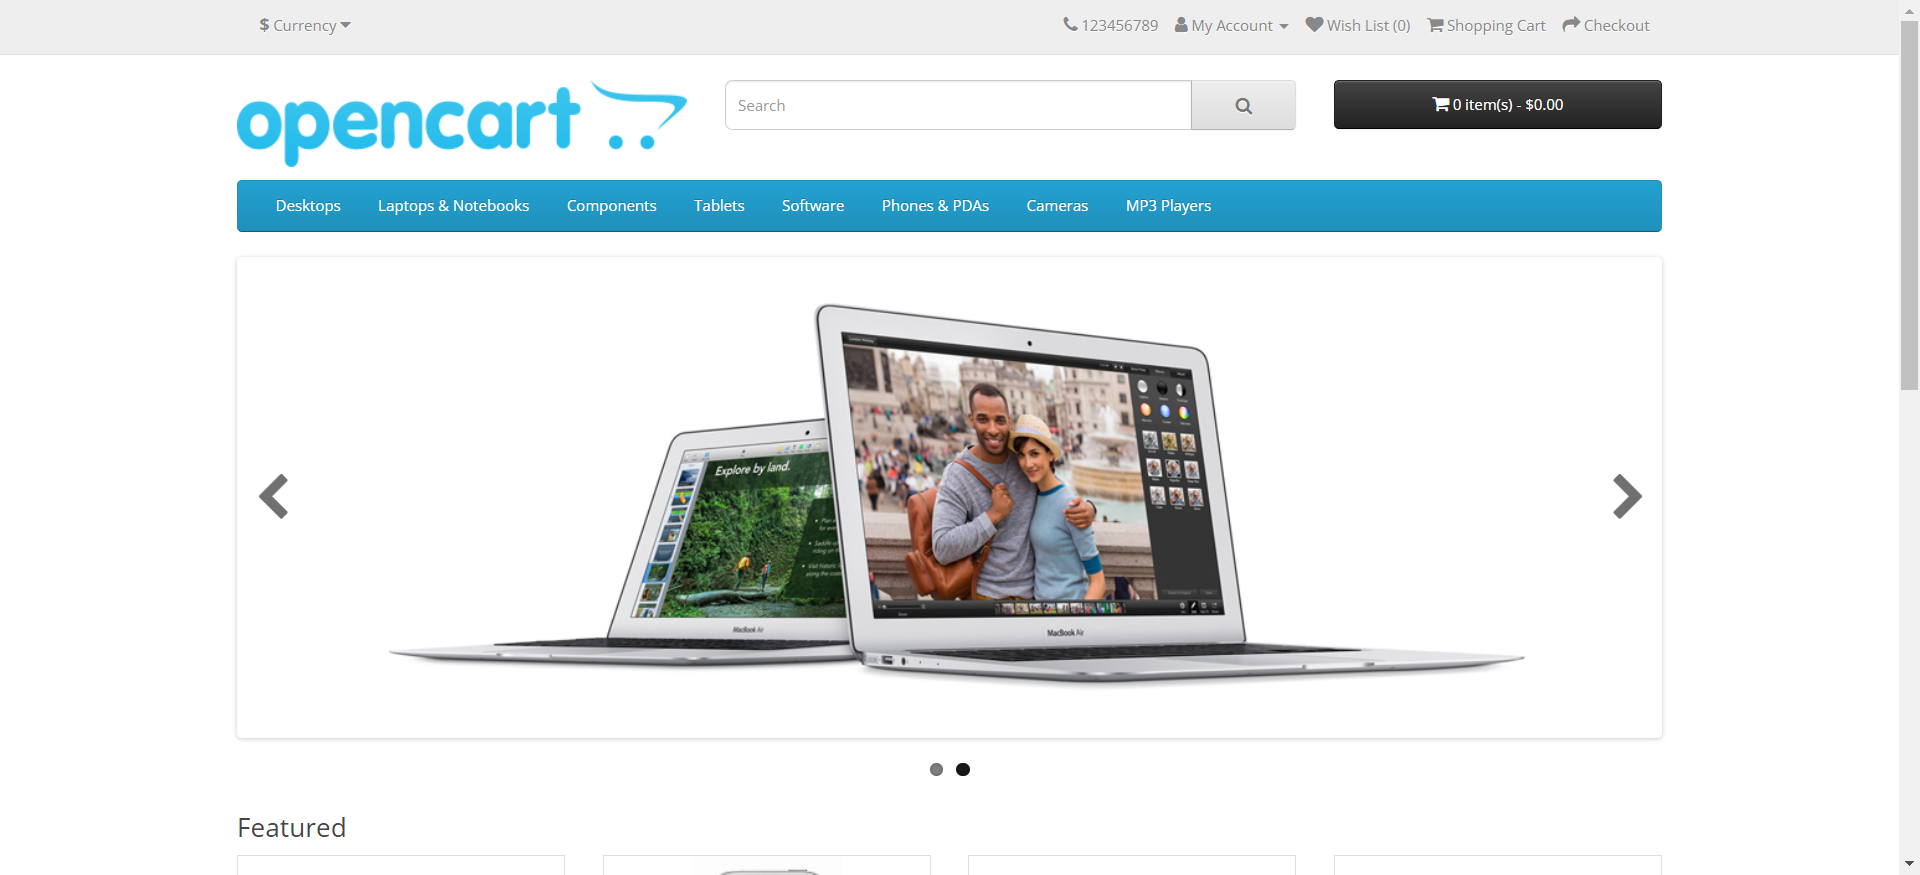 $ Currency
123456789 My Account Wish List (0) Shopping Cart Checkout
opencart
Search
0 item(s) - $0.00
Desktops Laptops & Notebooks Components Tablets Software Phones & PDAs Cameras MP3 Players
Explore by land.
MacBook Air
MacBook Air
Featured